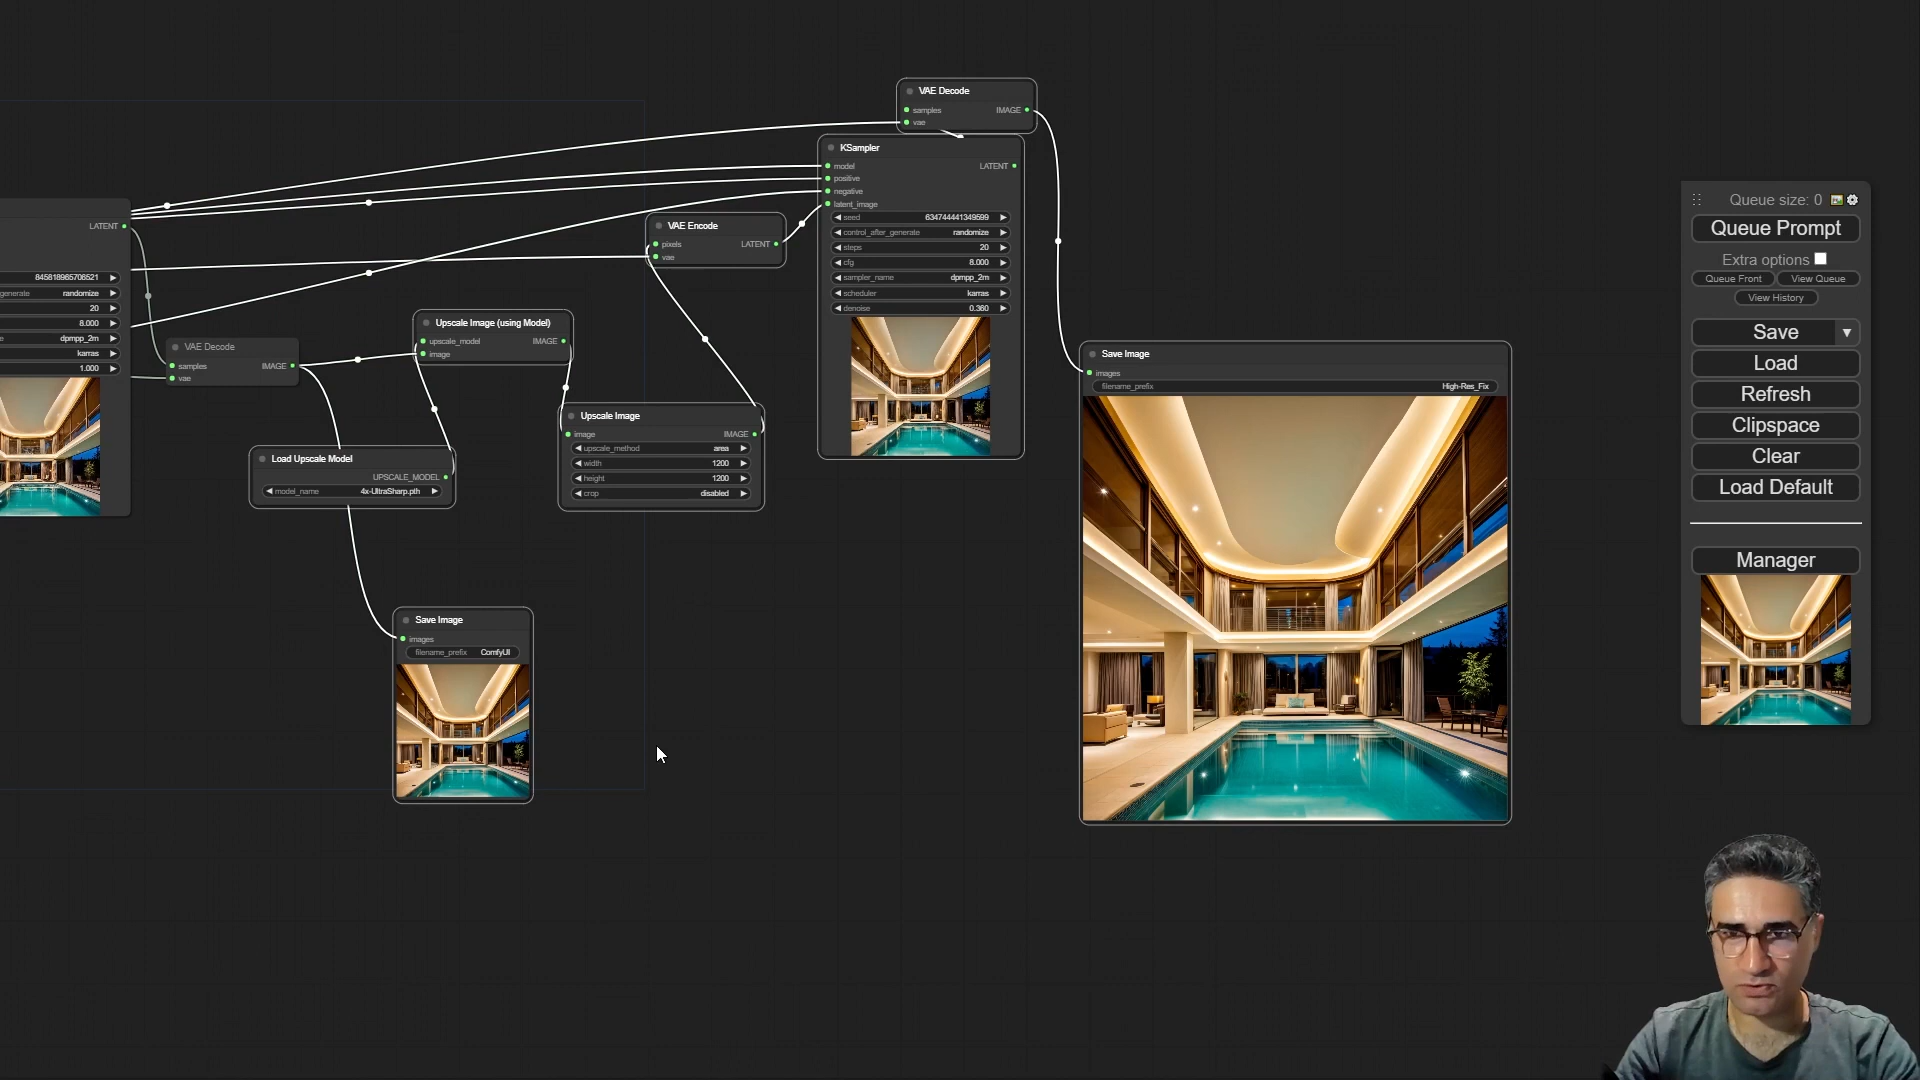 VAE Decode
samples IMAGE
vae
KSampler
model LATENT
positive
negative
latent_image
seed 634744441349599
control_after_generate randomize
steps 20
cfg 8.000
sampler_name dpmpp_2m
scheduler karras
denoise 0.360
VAE Encode
pixels LATENT
vae
LATENT
845818965706521
generate randomize
20
8.000
e dpmpp_2m
karras
1.000
VAE Decode
samples IMAGE
vae
Upscale Image (using Model)
upscale_model IMAGE
image
Load Upscale Model
UPSCALE_MODEL
model_name 4x-UltraSharp.pth
Upscale Image
image IMAGE
upscale_method area
width 1200
height 1200
crop disabled
Save Image
images
filename_prefix ComfyUI
Save Image
images
filename_prefix High-Res_Fix
Queue size: 0
Queue Prompt
Extra options
Queue Front View Queue
View History
Save
Load
Refresh
Clipspace
Clear
Load Default
Manager